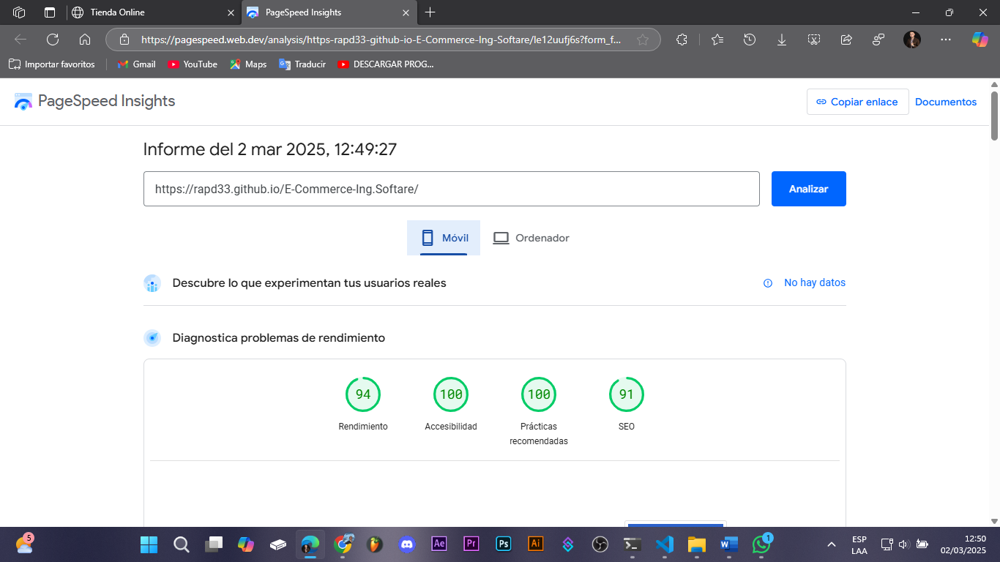 Tienda Online
PageSpeed Insights
https://pagespeed.web.dev/analysis/https-rapd33-github-io-E-Commerce-Ing-Softare/le12uufj6s?form_f...
Importar favoritos
Gmail
YouTube
Maps
Traducir
DESCARGAR PROG...
PageSpeed Insights
Copiar enlace
Documentos
Informe del 2 mar 2025, 12:49:27
https://rapd33.github.io/E-Commerce-Ing.Softare/
Analizar
Móvil
Ordenador
Descubre lo que experimentan tus usuarios reales
No hay datos
Diagnostica problemas de rendimiento
94
100
100
91
Rendimiento
Accesibilidad
Prácticas
recomendadas
SEO
5
Ae
Pr
Ps
Ai
1
ESP
LAA
12:50
02/03/2025